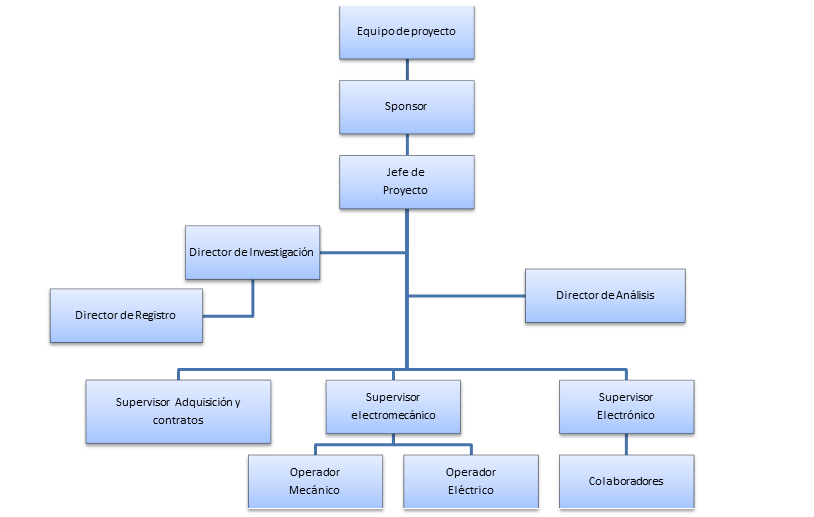 Equipo de proyecto
Sponsor
Jefe de
Proyecto
Director de Investigación
Director de Análisis
Director de Registro
Supervisor Adquisición y
contratos
Supervisor
electromecánico
Supervisor
Electrónico
Operador
Mecánico
Operador
Eléctrico
Colaboradores